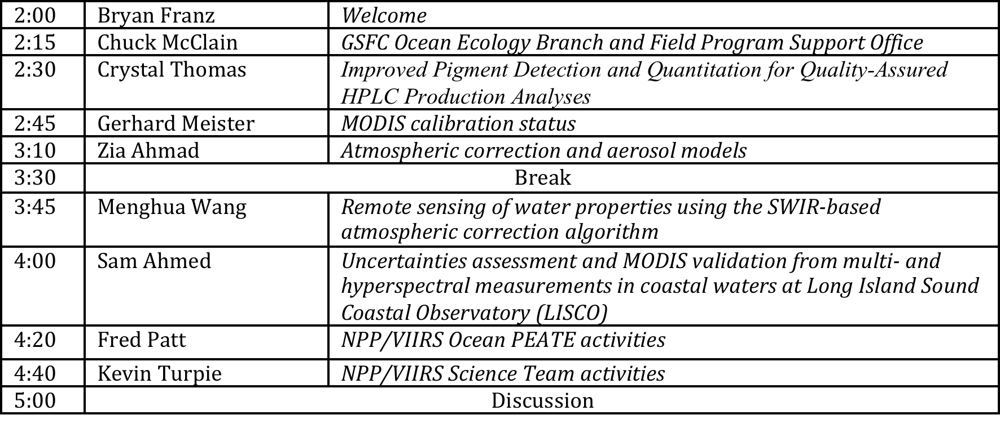 2:00 Bryan Franz Welcome
2:15 Chuck McClain GSFC Ocean Ecology Branch and Field Program Support Office
2:30 Crystal Thomas Improved Pigment Detection and Quantitation for Quality-Assured
HPLC Production Analyses
2:45 Gerhard Meister MODIS calibration status
3:10 Zia Ahmad Atmospheric correction and aerosol models
3:30 Break
3:45 Menghua Wang Remote sensing of water properties using the SWIR-based
atmospheric correction algorithm
4:00 Sam Ahmed Uncertainties assessment and MODIS validation from multi- and
hyperspectral measurements in coastal waters at Long Island Sound
Coastal Observatory (LISCO)
4:20 Fred Patt NPP/VIIRS Ocean PEATE activities
4:40 Kevin Turpie NPP/VIIRS Science Team activities
5:00 Discussion